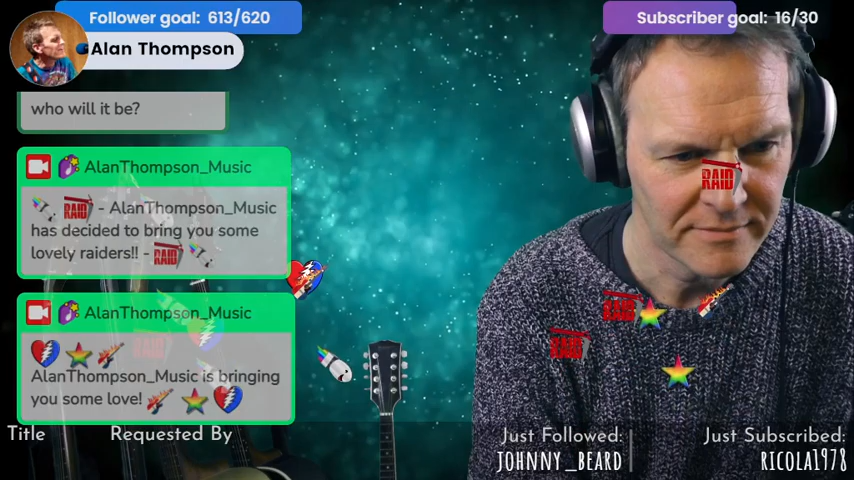 Follower goal: 613/620
Subscriber goal: 16/30
Alan Thompson
who will it be?
AlanThompson_Music
RAID - AlanThompson_Music
has decided to bring you some
lovely raiders!! - RAID
AlanThompson_Music
AlanThompson_Music is bringing
you some love!
RAID
RAID
RAID
Title Requested By
Just Followed:
JOHNNY_BEARD
Just Subscribed:
RICOLA1978